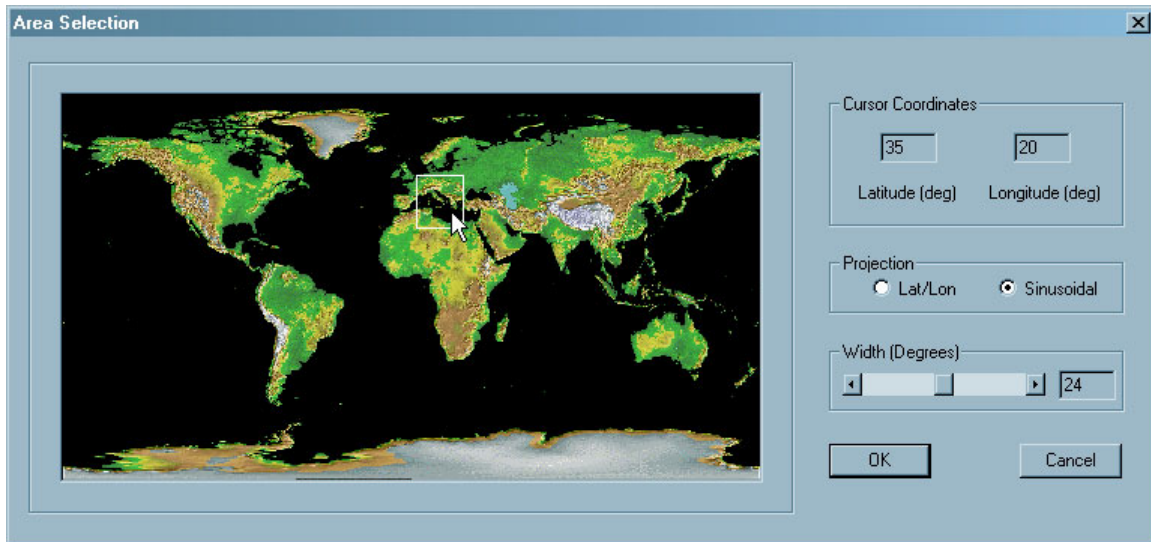 Area Selection
Cursor Coordinates
35 20
Latitude (deg) Longitude (deg)
Projection
Lat/Lon Sinusoidal
Width (Degrees)
24
OK Cancel